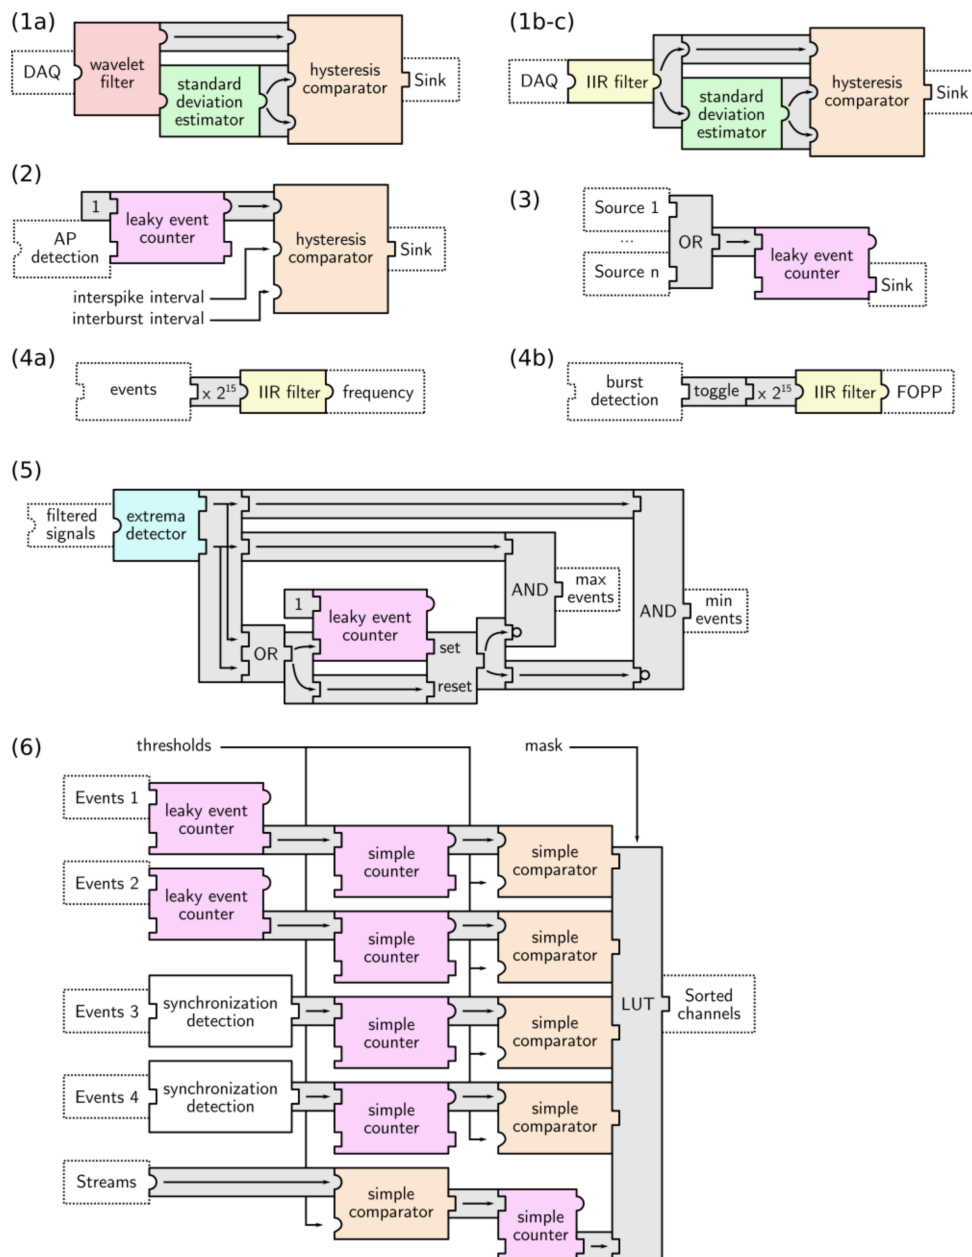 (1a)
DAQ
wavelet
filter
standard
deviation
estimator
hysteresis
comparator
Sink
(1b-c)
DAQ
IIR filter
standard
deviation
estimator
hysteresis
comparator
Sink
(2)
1
AP
detection
leaky event
counter
hysteresis
comparator
Sink
interspike interval
interburst interval
(3)
Source 1
...
Source n
OR
leaky event
counter
Sink
(4a)
events
x 2¹⁵
IIR filter
frequency
(4b)
burst
detection
toggle
x 2¹⁵
IIR filter
FOPP
(5)
filtered
signals
extrema
detector
1
leaky event
counter
OR
set
reset
AND
max
events
AND
min
events
(6)
thresholds
mask
Events 1
leaky event
counter
simple
counter
simple
comparator
Events 2
leaky event
counter
simple
counter
simple
comparator
Events 3
synchronization
detection
simple
counter
simple
comparator
LUT
Sorted
channels
Events 4
synchronization
detection
simple
counter
simple
comparator
Streams
simple
comparator
simple
counter